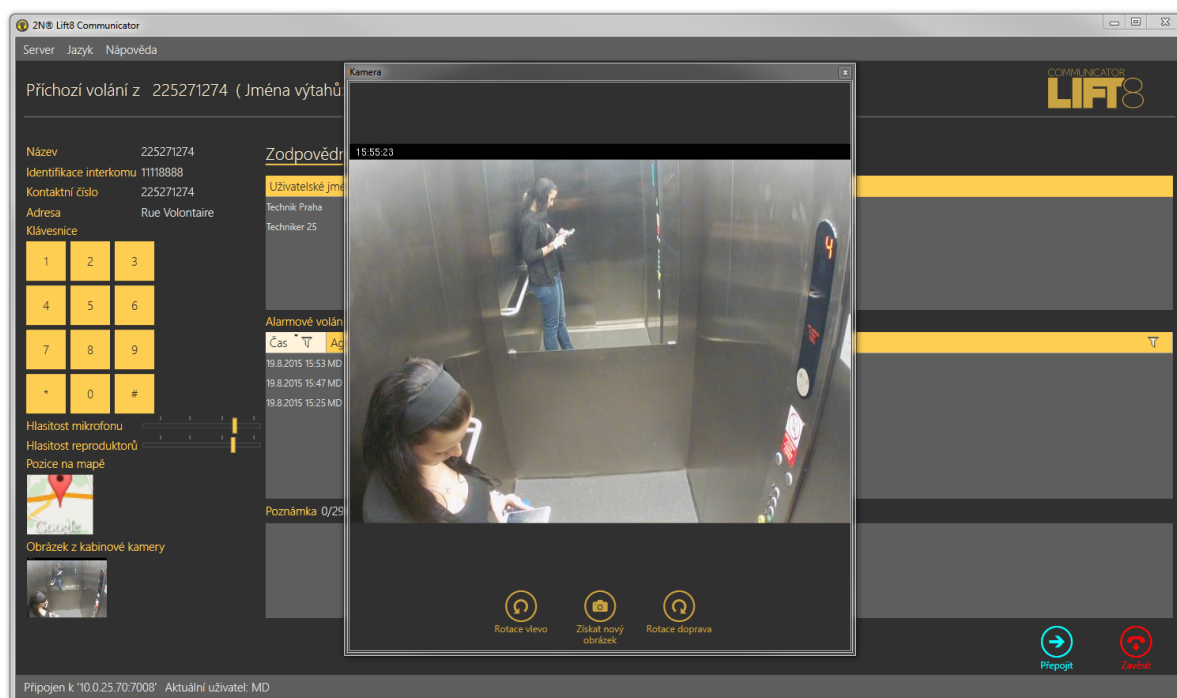 2N® Lift8 Communicator
Server Jazyk Nápověda
Příchozí volání z 225271274 ( Jména výtahů:
COMMUNICATOR
LIFT8
Kamera
15:55:23
Název 225271274
Identifikace interkomu 11118888
Kontaktní číslo 225271274
Adresa Rue Volontaire
Klávesnice
1 2 3
4 5 6
7 8 9
* 0 #
Hlasitost mikrofonu
Hlasitost reproduktorů
Pozice na mapě
Google
Obrázek z kabinové kamery
Zodpovědn
Uživatelské jmé
Technik Praha
Techniker 25
4
Alarmové volán
Čas Ag
19.8.2015 15:53 MD
19.8.2015 15:47 MD
19.8.2015 15:25 MD
Poznámka 0/29
Rotace vlevo
Získat nový
obrázek
Rotace doprava
Přepojit
Zavěsit
Připojen k '10.0.25.70:7008' Aktuální uživatel: MD